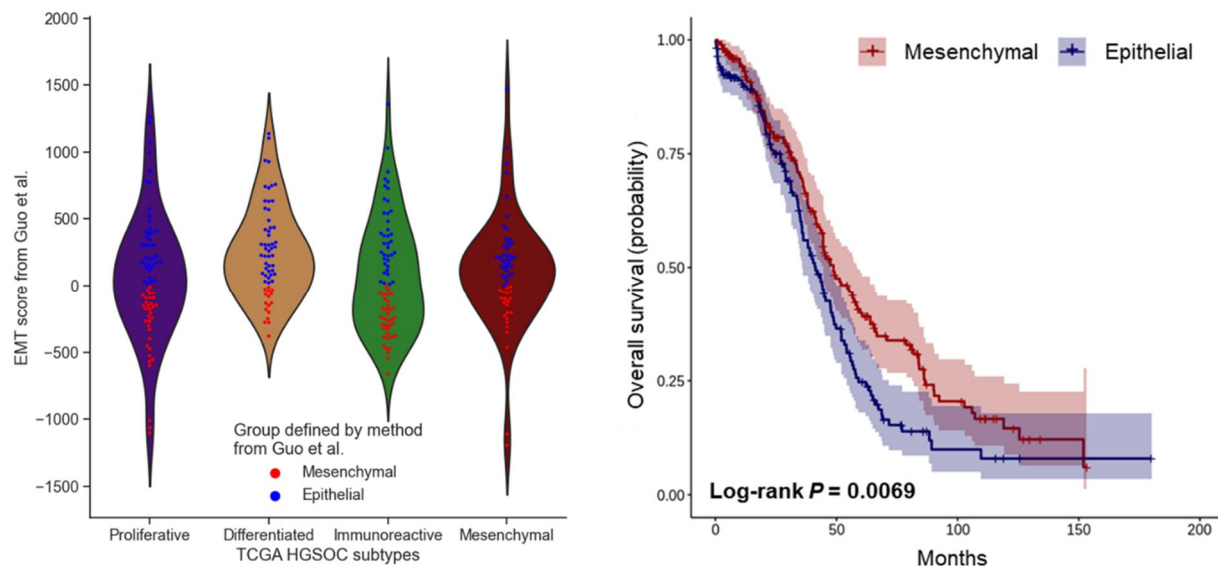 EMT score from Guo et al.
2000
1500
1000
500
0
−500
−1000
−1500
Group defined by method
from Guo et al.
Mesenchymal
Epithelial
Proliferative Differentiated Immunoreactive Mesenchymal
TCGA HGSOC subtypes
Overall survival (probability)
1.00
0.75
0.50
0.25
0.00
Mesenchymal Epithelial
Log-rank P = 0.0069
0 50 100 150 200
Months